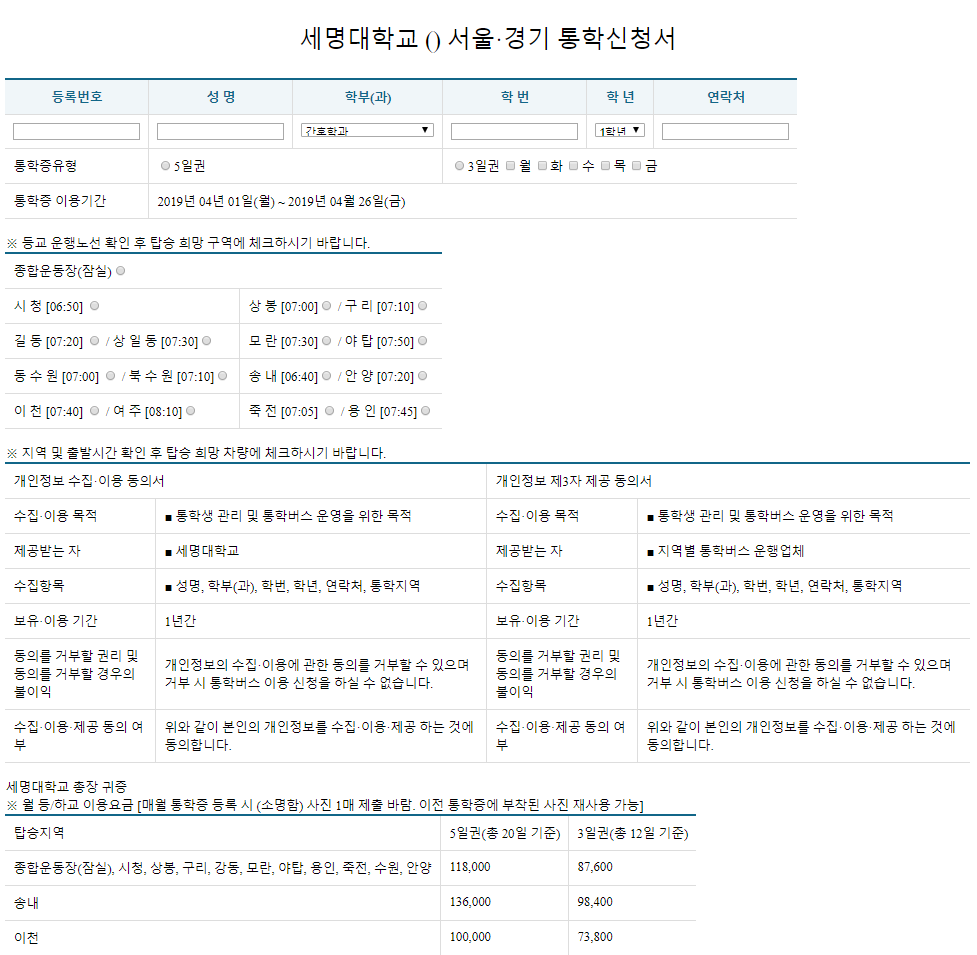 세명대학교 () 서울·경기 통학신청서
등록번호 성 명 학부(과) 학 번 학 년 연락처
간호학과 1학년
통학증유형 5일권 3일권 월 화 수 목 금
통학증 이용기간 2019년 04년 01일(월) ~ 2019년 04월 26일(금)
※ 등교 운행노선 확인 후 탑승 희망 구역에 체크하시기 바랍니다.
종합운동장(잠실)
시 청 [06:50] 상 봉 [07:00] / 구 리 [07:10]
길 동 [07:20] / 상 일 동 [07:30] 모 란 [07:30] / 야 탑 [07:50]
동 수 원 [07:00] / 북 수 원 [07:10] 송 내 [06:40] / 안 양 [07:20]
이 천 [07:40] / 여 주 [08:10] 죽 전 [07:05] / 용 인 [07:45]
※ 지역 및 출발시간 확인 후 탑승 희망 차량에 체크하시기 바랍니다.
개인정보 수집·이용 동의서 개인정보 제3자 제공 동의서
수집·이용 목적 ■ 통학생 관리 및 통학버스 운영을 위한 목적 수집·이용 목적 ■ 통학생 관리 및 통학버스 운영을 위한 목적
제공받는 자 ■ 세명대학교 제공받는 자 ■ 지역별 통학버스 운행업체
수집항목 ■ 성명, 학부(과), 학번, 학년, 연락처, 통학지역 수집항목 ■ 성명, 학부(과), 학번, 학년, 연락처, 통학지역
보유·이용 기간 1년간 보유·이용 기간 1년간
동의를 거부할 권리 및
동의를 거부할 경우의
불이익
개인정보의 수집·이용에 관한 동의를 거부할 수 있으며
거부 시 통학버스 이용 신청을 하실 수 없습니다.
동의를 거부할 권리 및
동의를 거부할 경우의
불이익
개인정보의 수집·이용에 관한 동의를 거부할 수 있으며
거부 시 통학버스 이용 신청을 하실 수 없습니다.
수집·이용·제공 동의 여
부
위와 같이 본인의 개인정보를 수집·이용·제공 하는 것에
동의합니다.
수집·이용·제공 동의 여
부
위와 같이 본인의 개인정보를 수집·이용·제공 하는 것에
동의합니다.
세명대학교 총장 귀중
※ 월 등/하교 이용요금 [매월 통학증 등록 시 (소명함) 사진 1매 제출 바람. 이전 통학증에 부착된 사진 재사용 가능]
탑승지역 5일권(총 20일 기준) 3일권(총 12일 기준)
종합운동장(잠실), 시청, 상봉, 구리, 강동, 모란, 야탑, 용인, 죽전, 수원, 안양 118,000 87,600
송내 136,000 98,400
이천 100,000 73,800